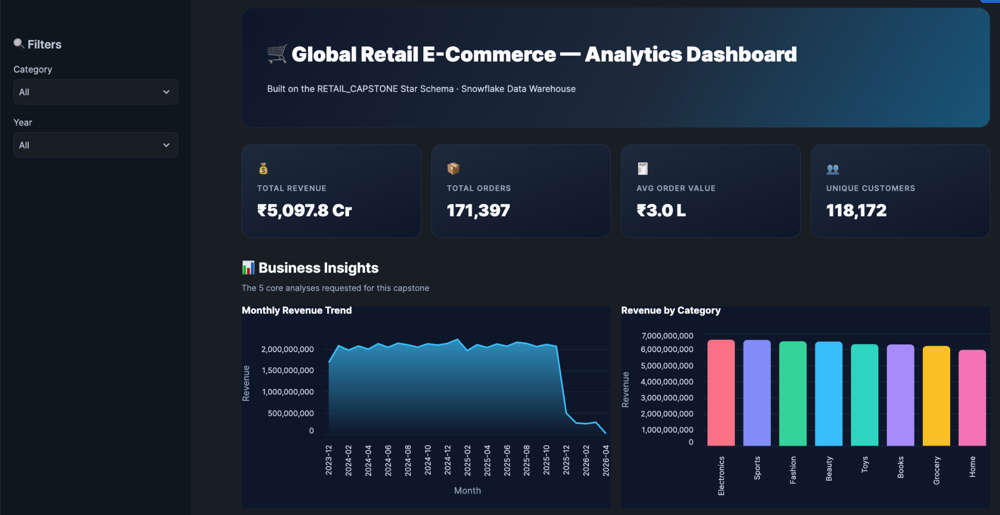 Filters
Category
All
Year
All
Global Retail E-Commerce — Analytics Dashboard
Built on the RETAIL_CAPSTONE Star Schema · Snowflake Data Warehouse
TOTAL REVENUE
₹5,097.8 Cr
TOTAL ORDERS
171,397
AVG ORDER VALUE
₹3.0 L
UNIQUE CUSTOMERS
118,172
Business Insights
The 5 core analyses requested for this capstone
Monthly Revenue Trend
Revenue
2,000,000,000
1,500,000,000
1,000,000,000
500,000,000
0
2023-12
2024-02
2024-04
2024-06
2024-08
2024-10
2024-12
2025-02
2025-04
2025-06
2025-08
2025-10
2025-12
2026-02
2026-04
Month
Revenue by Category
Revenue
7,000,000,000
6,000,000,000
5,000,000,000
4,000,000,000
3,000,000,000
2,000,000,000
1,000,000,000
0
Electronics
Sports
Fashion
Beauty
Toys
Books
Grocery
Home